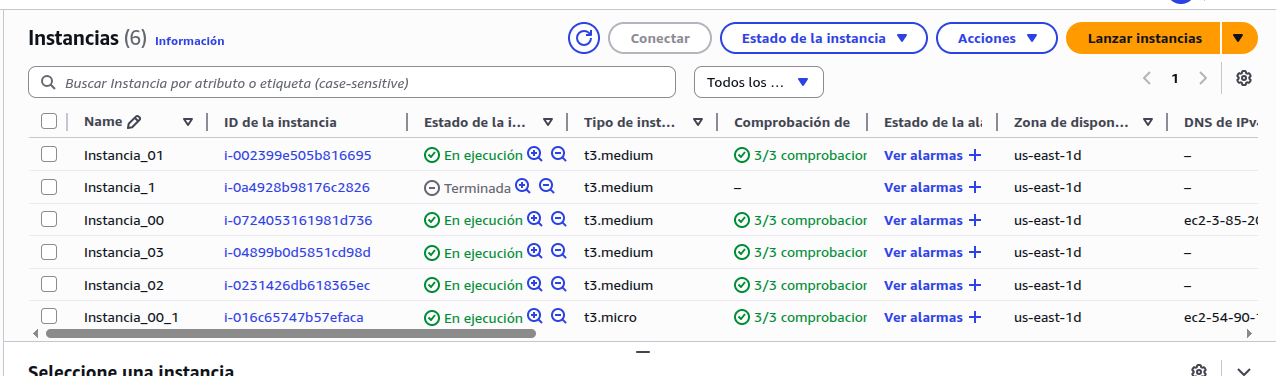 Instancias (6) Información Conectar Estado de la instancia Acciones Lanzar instancias
Buscar Instancia por atributo o etiqueta (case-sensitive) Todos los ... 1
Name ID de la instancia Estado de la i... Tipo de inst... Comprobación de Estado de la al Zona de dispon... DNS de IPv
Instancia_01 i-002399e505b816695 En ejecución t3.medium 3/3 comprobacior Ver alarmas + us-east-1d –
Instancia_1 i-0a4928b98176c2826 Terminada t3.medium – Ver alarmas + us-east-1d –
Instancia_00 i-0724053161981d736 En ejecución t3.medium 3/3 comprobacior Ver alarmas + us-east-1d ec2-3-85-20
Instancia_03 i-04899b0d5851cd98d En ejecución t3.medium 3/3 comprobacior Ver alarmas + us-east-1d –
Instancia_02 i-0231426db618365ec En ejecución t3.medium 3/3 comprobacior Ver alarmas + us-east-1d –
Instancia_00_1 i-016c65747b57efaca En ejecución t3.micro 3/3 comprobacior Ver alarmas + us-east-1d ec2-54-90-
Seleccione una instancia